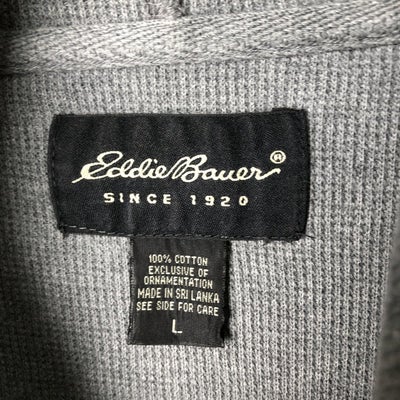 Eddie Bauer®
SINCE 1920
100% COTTON
EXCLUSIVE OF
ORNAMENTATION
MADE IN SRI LANKA
SEE SIDE FOR CARE
L